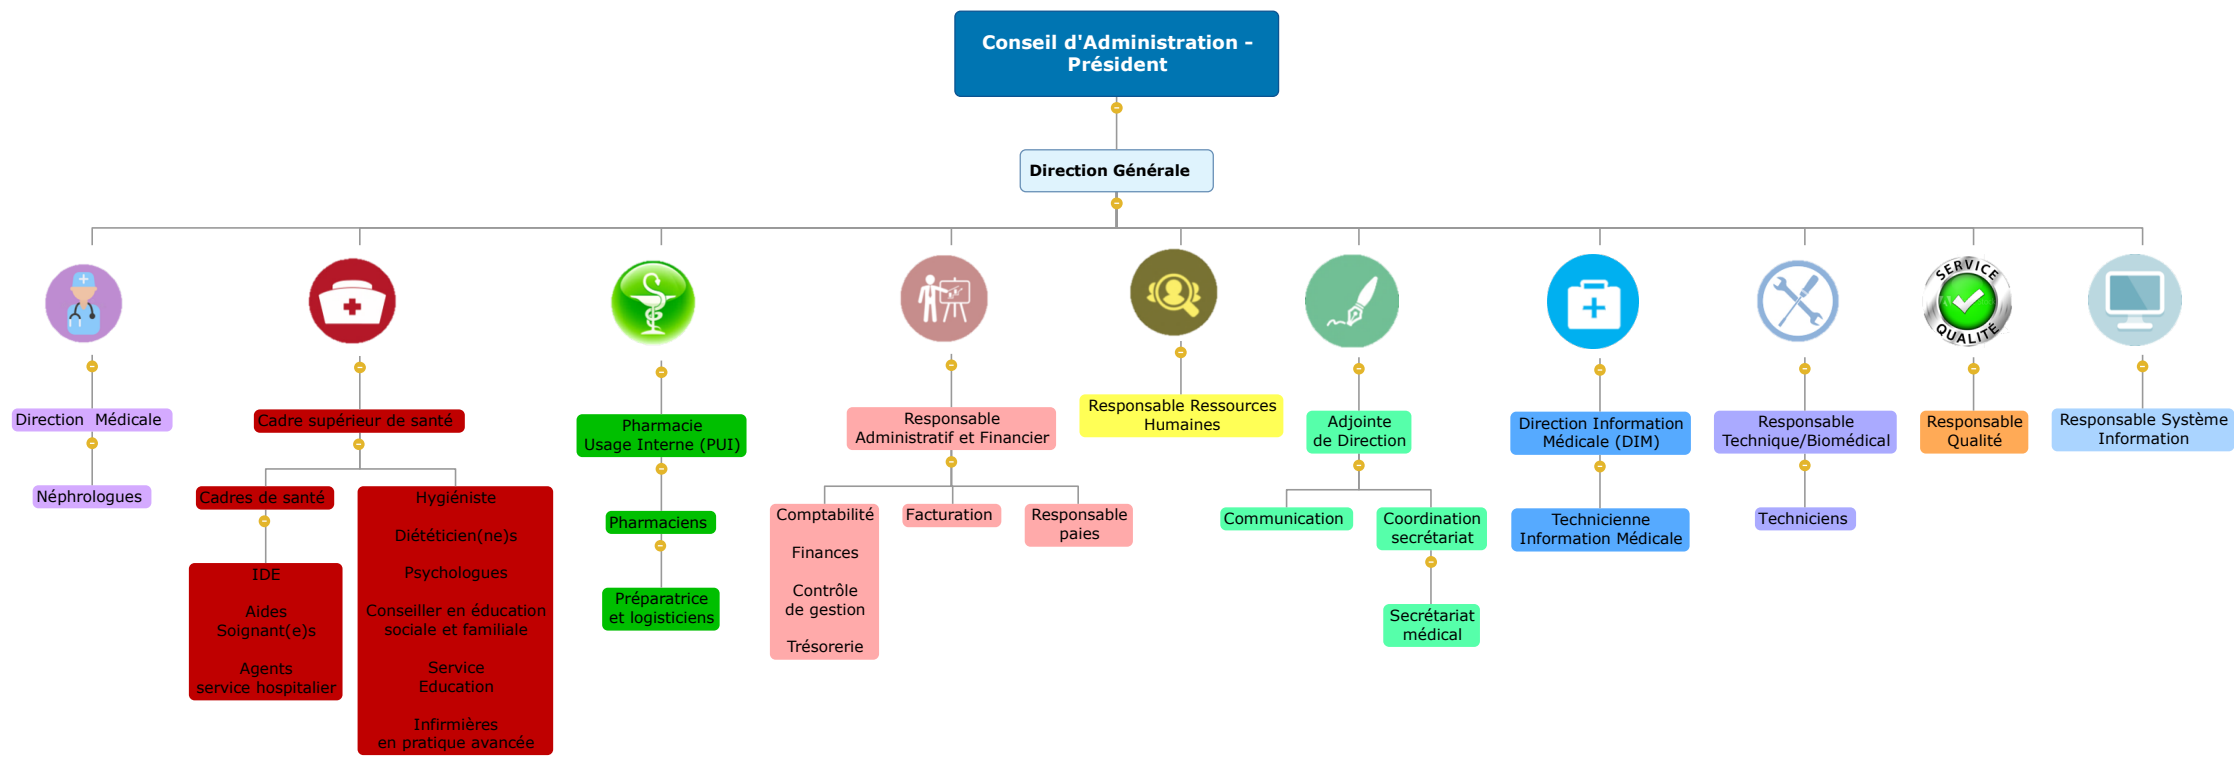 Conseil d'Administration –
Président
Direction Générale
SERVICE
QUALITÉ
Direction  Médicale
Néphrologues
Cadre supérieur de santé
Cadres de santé
IDE
Aides
Soignant(e)s
Agents
service hospitalier
Hygiéniste
Diététicien(ne)s
Psychologues
Conseiller en éducation
sociale et familiale
Service
Education
Infirmières
en pratique avancée
Pharmacie
Usage Interne (PUI)
Pharmaciens
Préparatrice
et logisticiens
Responsable
Administratif et Financier
Comptabilité
Finances
Contrôle
de gestion
Trésorerie
Facturation
Responsable
paies
Responsable Ressources
Humaines
Adjointe
de Direction
Communication
Coordination
secrétariat
Secrétariat
médical
Direction Information
Médicale (DIM)
Technicienne
Information Médicale
Responsable
Technique/Biomédical
Techniciens
Responsable
Qualité
Responsable Système
Information